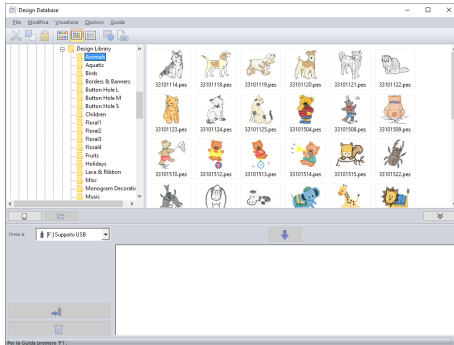 Design Database
File Modifica Visualizza Opzioni Guida
Design Library
Animals
Aquatic
Birds
Borders & Banners
Button Hole L
Button Hole M
Button Hole S
Children
Floral1
Floral2
Floral3
Floral4
Fruits
Holidays
Lace & Ribbon
Misc
Monogram Decorati
Music
33101114.pes 33101118.pes 33101119.pes 33101120.pes 33101121.pes 33101122.pes
33101123.pes 33101124.pes 33101125.pes 33101504.pes 33101508.pes 33101509.pes
33101510.pes 33101512.pes 33101513.pes 33101514.pes 33101515.pes 33101522.pes
Invia a: [F:] Supporto USB
Per la Guida premere 'F1'.